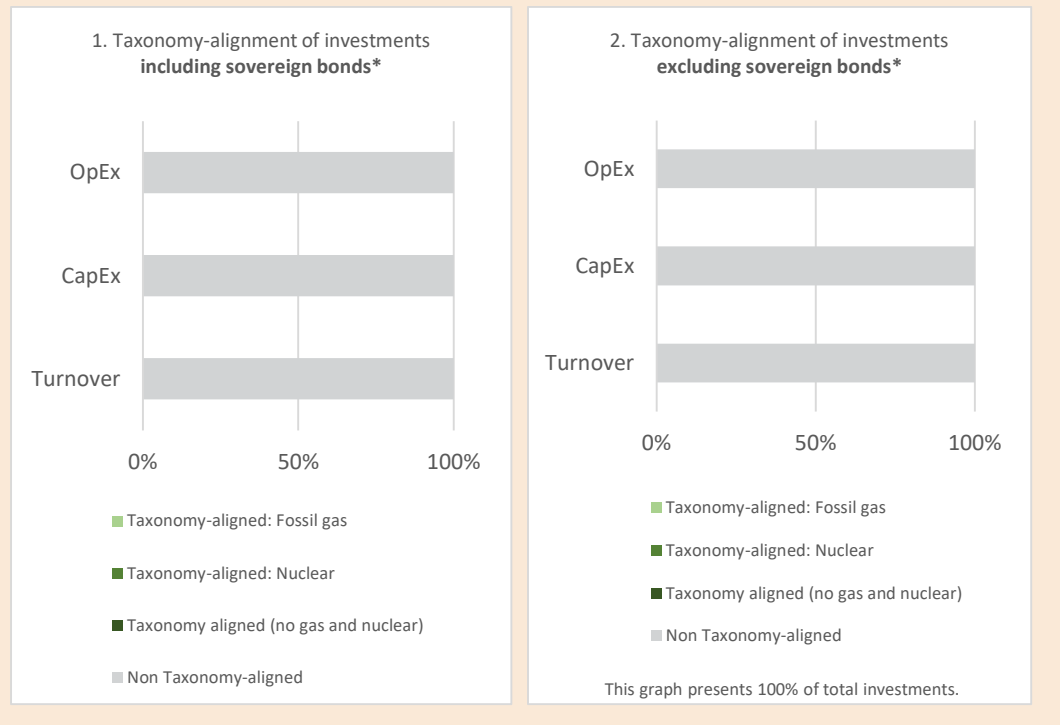 1. Taxonomy-alignment of investments
including sovereign bonds*
OpEx
CapEx
Turnover
0%
50%
100%
Taxonomy-aligned: Fossil gas
Taxonomy-aligned: Nuclear
Taxonomy aligned (no gas and nuclear)
Non Taxonomy-aligned
2. Taxonomy-alignment of investments
excluding sovereign bonds*
OpEx
CapEx
Turnover
0%
50%
100%
Taxonomy-aligned: Fossil gas
Taxonomy-aligned: Nuclear
Taxonomy aligned (no gas and nuclear)
Non Taxonomy-aligned
This graph presents 100% of total investments.